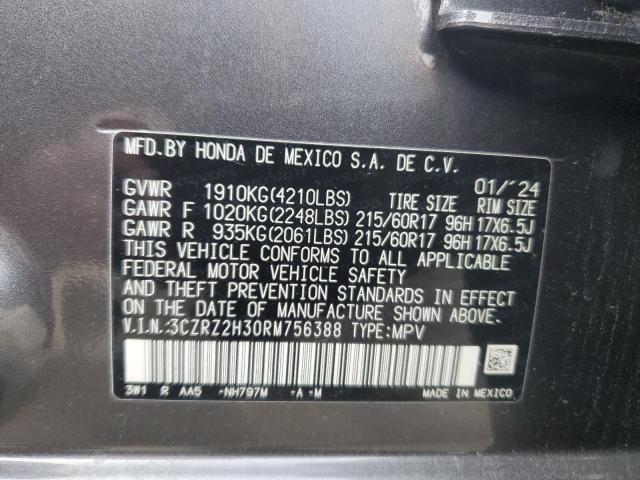 MFD.BY HONDA DE MEXICO S.A. DE C.V.
GVWR 1910KG(4210LBS) TIRE SIZE 01/'24 RIM SIZE
GAWR F 1020KG(2248LBS) 215/60R17 96H 17X6.5J
GAWR R 935KG(2061LBS) 215/60R17 96H 17X6.5J
THIS VEHICLE CONFORMS TO ALL APPLICABLE
FEDERAL MOTOR VEHICLE SAFETY
AND THEFT PREVENTION STANDARDS IN EFFECT
ON THE DATE OF MANUFACTURE SHOWN ABOVE.
V.I.N.:3CZRZ2H30RM756388 TYPE:MPV
3W1 R AA5 -NH797M -A -M MADE IN MEXICO